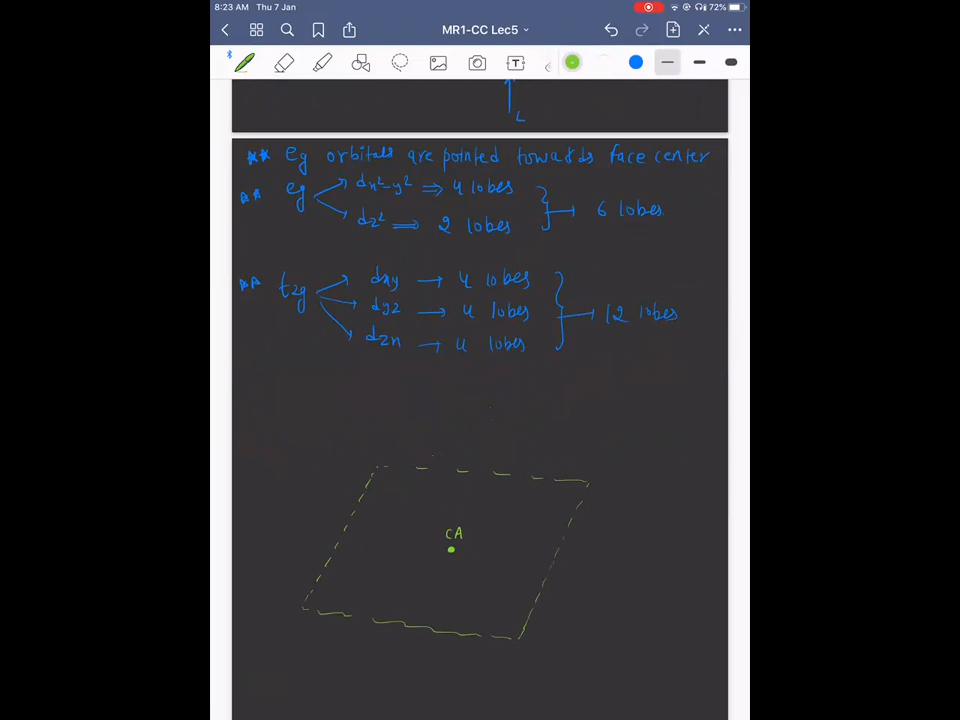 8:23 AM Thu 7 Jan
72%
MR1-CC Lec5
T
L
** eg orbitals are pointed towards face center
** eg dx²-y² ⇒ 4 lobes
dz² ⇒ 2 lobes
→ 6 lobes
** t2g dxy → 4 lobes
dyz → 4 lobes → 12 lobes
dzx → 4 lobes
CA